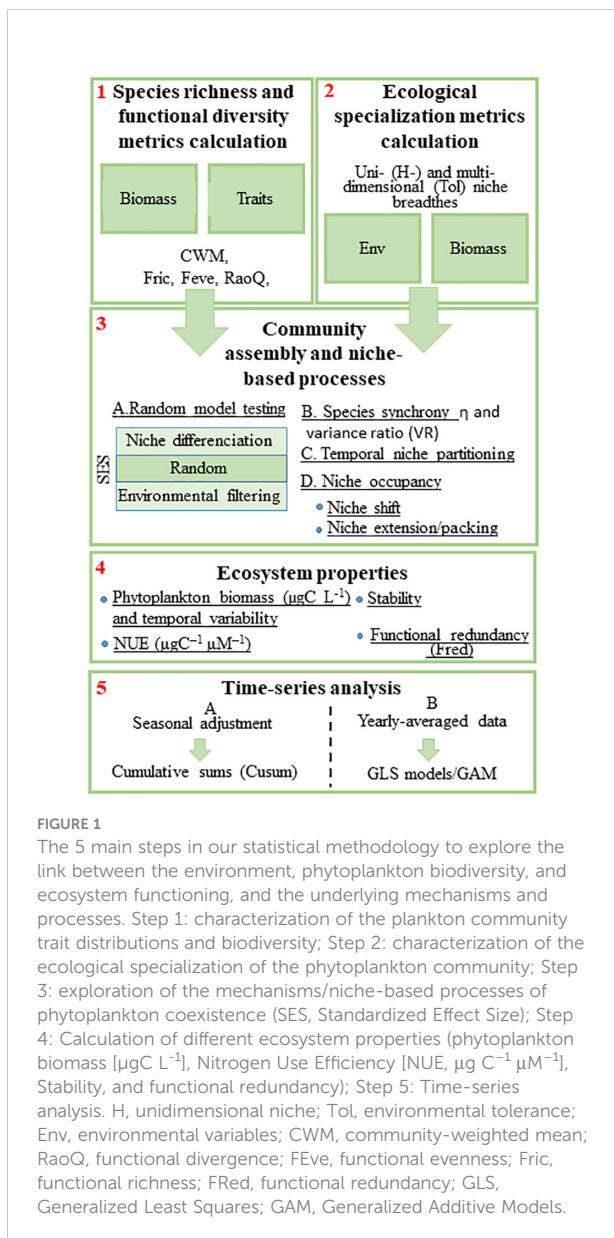 1 Species richness and
functional diversity
metrics calculation
Biomass
Traits
CWM,
Fric, Feve, RaoQ,
2 Ecological
specialization metrics
calculation
Uni- (H-) and multi-
dimensional (Tol) niche
breadthes
Env
Biomass
3 Community
assembly and niche-
based processes
A.Random model testing
SES
Niche differenciation
Random
Environmental filtering
B. Species synchrony η and
variance ratio (VR)
C. Temporal niche partitioning
D. Niche occupancy
• Niche shift
• Niche extension/packing
4 Ecosystem properties
• Phytoplankton biomass (µgC L⁻¹)
and temporal variability
• NUE (µgC⁻¹ µM⁻¹)
• Stability
• Functional redundancy
(Fred)
5 Time-series analysis
A
Seasonal adjustment
Cumulative sums (Cusum)
B
Yearly-averaged data
GLS models/GAM
FIGURE 1
The 5 main steps in our statistical methodology to explore the
link between the environment, phytoplankton biodiversity, and
ecosystem functioning, and the underlying mechanisms and
processes. Step 1: characterization of the plankton community
trait distributions and biodiversity; Step 2: characterization of the
ecological specialization of the phytoplankton community; Step
3: exploration of the mechanisms/niche-based processes of
phytoplankton coexistence (SES, Standardized Effect Size); Step
4: Calculation of different ecosystem properties (phytoplankton
biomass [µgC L⁻¹], Nitrogen Use Efficiency [NUE, µg C⁻¹ µM⁻¹],
Stability, and functional redundancy); Step 5: Time-series
analysis. H, unidimensional niche; Tol, environmental tolerance;
Env, environmental variables; CWM, community-weighted mean;
RaoQ, functional divergence; FEve, functional evenness; Fric,
functional richness; FRed, functional redundancy; GLS,
Generalized Least Squares; GAM, Generalized Additive Models.